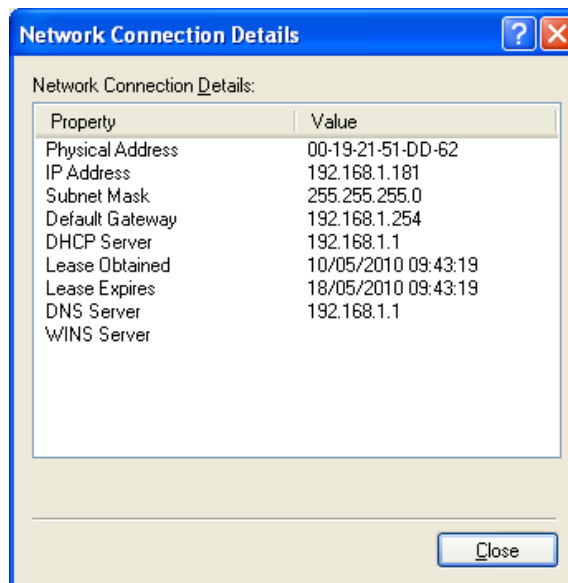 Network Connection Details
Network Connection Details:
Property Value
Physical Address 00-19-21-51-DD-62
IP Address 192.168.1.181
Subnet Mask 255.255.255.0
Default Gateway 192.168.1.254
DHCP Server 192.168.1.1
Lease Obtained 10/05/2010 09:43:19
Lease Expires 18/05/2010 09:43:19
DNS Server 192.168.1.1
WINS Server
Close